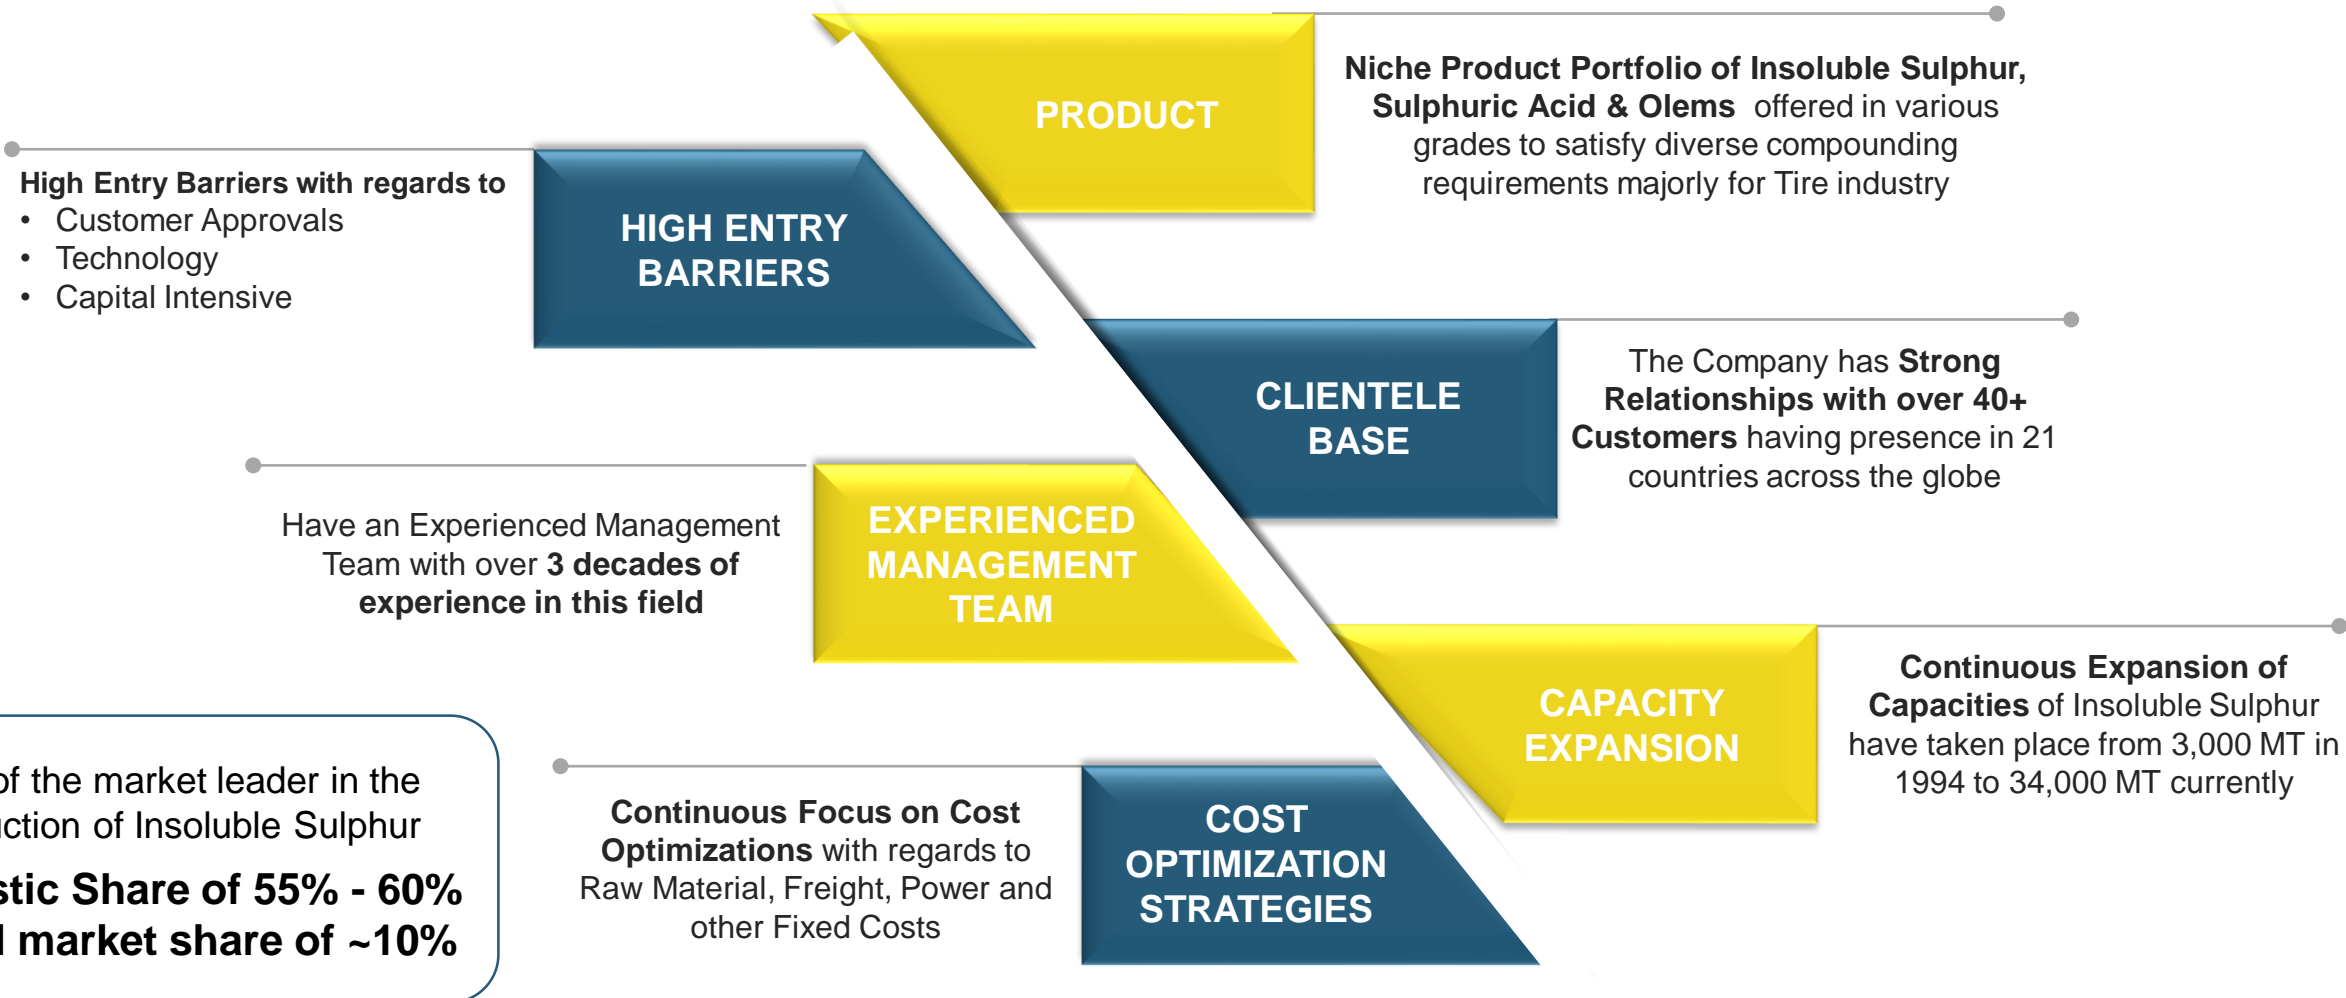 PRODUCT
Niche Product Portfolio of Insoluble Sulphur,
Sulphuric Acid & Olems offered in various
grades to satisfy diverse compounding
requirements majorly for Tire industry
High Entry Barriers with regards to
• Customer Approvals
• Technology
• Capital Intensive
HIGH ENTRY
BARRIERS
CLIENTELE
BASE
The Company has Strong
Relationships with over 40+
Customers having presence in 21
countries across the globe
Have an Experienced Management
Team with over 3 decades of
experience in this field
EXPERIENCED
MANAGEMENT
TEAM
CAPACITY
EXPANSION
Continuous Expansion of
Capacities of Insoluble Sulphur
have taken place from 3,000 MT in
1994 to 34,000 MT currently
of the market leader in the
of Insoluble Sulphur
Share of 55% - 60%
market share of ~10%
Continuous Focus on Cost
Optimizations with regards to
Raw Material, Freight, Power and
other Fixed Costs
COST
OPTIMIZATION
STRATEGIES